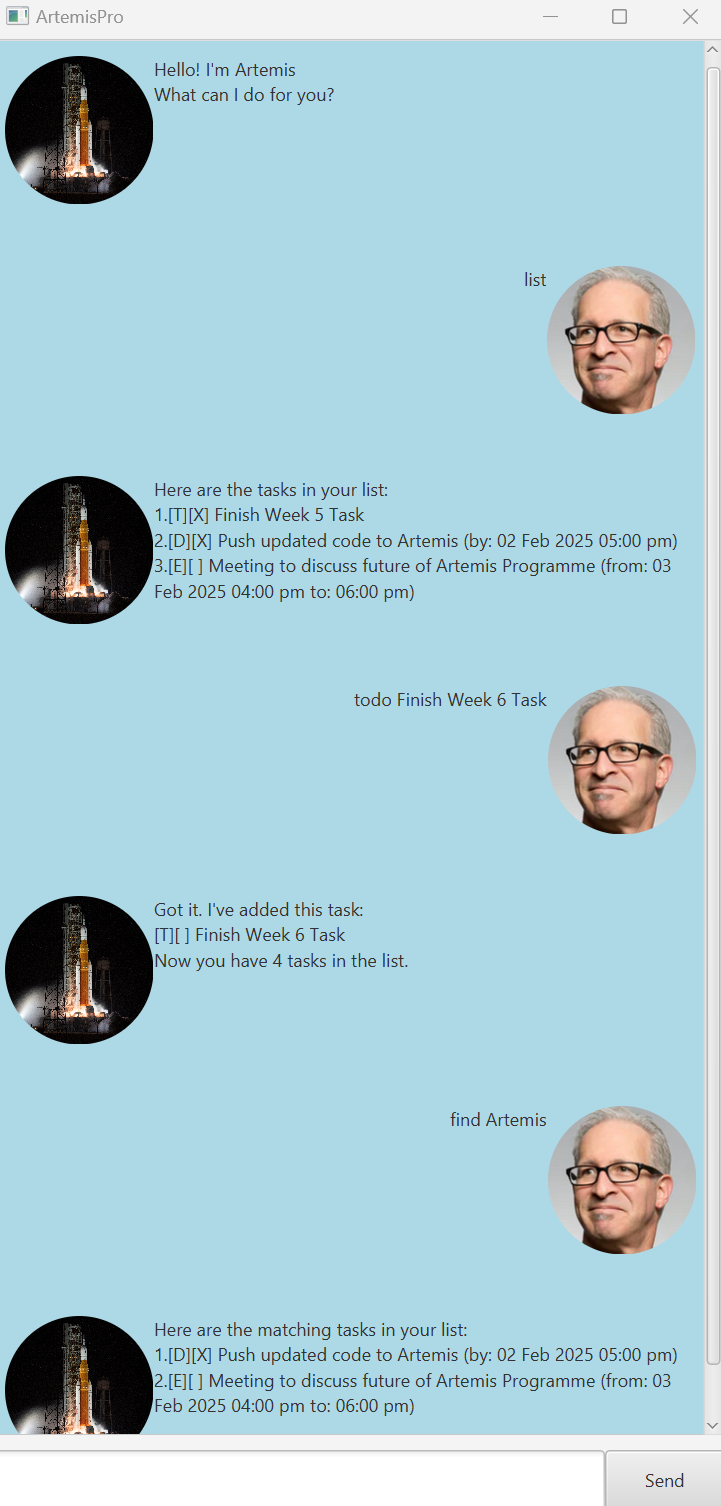 ArtemisPro
Hello! I'm Artemis
What can I do for you?
list
Here are the tasks in your list:
1.[T][X] Finish Week 5 Task
2.[D][X] Push updated code to Artemis (by: 02 Feb 2025 05:00 pm)
3.[E][ ] Meeting to discuss future of Artemis Programme (from: 03
Feb 2025 04:00 pm to: 06:00 pm)
todo Finish Week 6 Task
Got it. I've added this task:
[T][ ] Finish Week 6 Task
Now you have 4 tasks in the list.
find Artemis
Here are the matching tasks in your list:
1.[D][X] Push updated code to Artemis (by: 02 Feb 2025 05:00 pm)
2.[E][ ] Meeting to discuss future of Artemis Programme (from: 03
Feb 2025 04:00 pm to: 06:00 pm)
Send